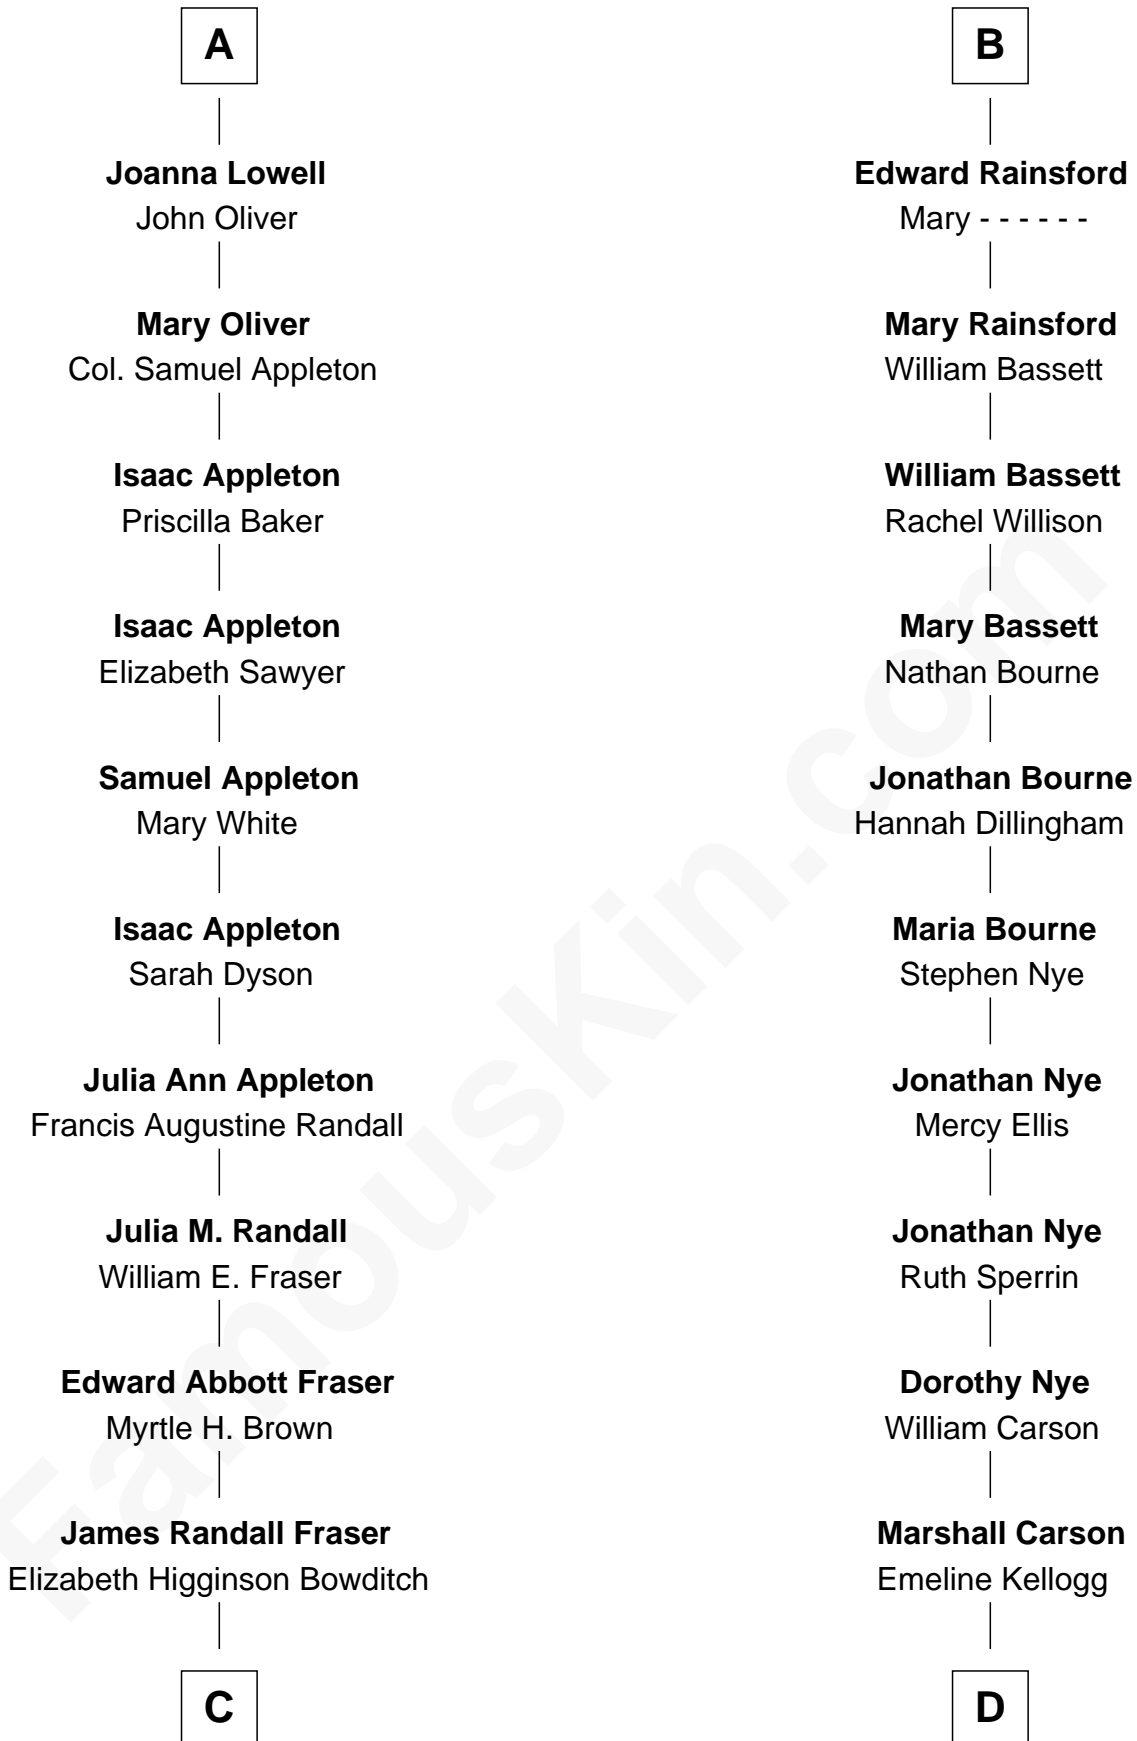 A
Joanna Lowell
John Oliver
Mary Oliver
Col. Samuel Appleton
Isaac Appleton
Priscilla Baker
Isaac Appleton
Elizabeth Sawyer
Samuel Appleton
Mary White
Isaac Appleton
Sarah Dyson
Julia Ann Appleton
Francis Augustine Randall
Julia M. Randall
William E. Fraser
Edward Abbott Fraser
Myrtle H. Brown
James Randall Fraser
Elizabeth Higginson Bowditch
C
B
Edward Rainsford
Mary - - - - - -
Mary Rainsford
William Bassett
William Bassett
Rachel Willison
Mary Bassett
Nathan Bourne
Jonathan Bourne
Hannah Dillingham
Maria Bourne
Stephen Nye
Jonathan Nye
Mercy Ellis
Jonathan Nye
Ruth Sperrin
Dorothy Nye
William Carson
Marshall Carson
Emeline Kellogg
D
FamousKin.com